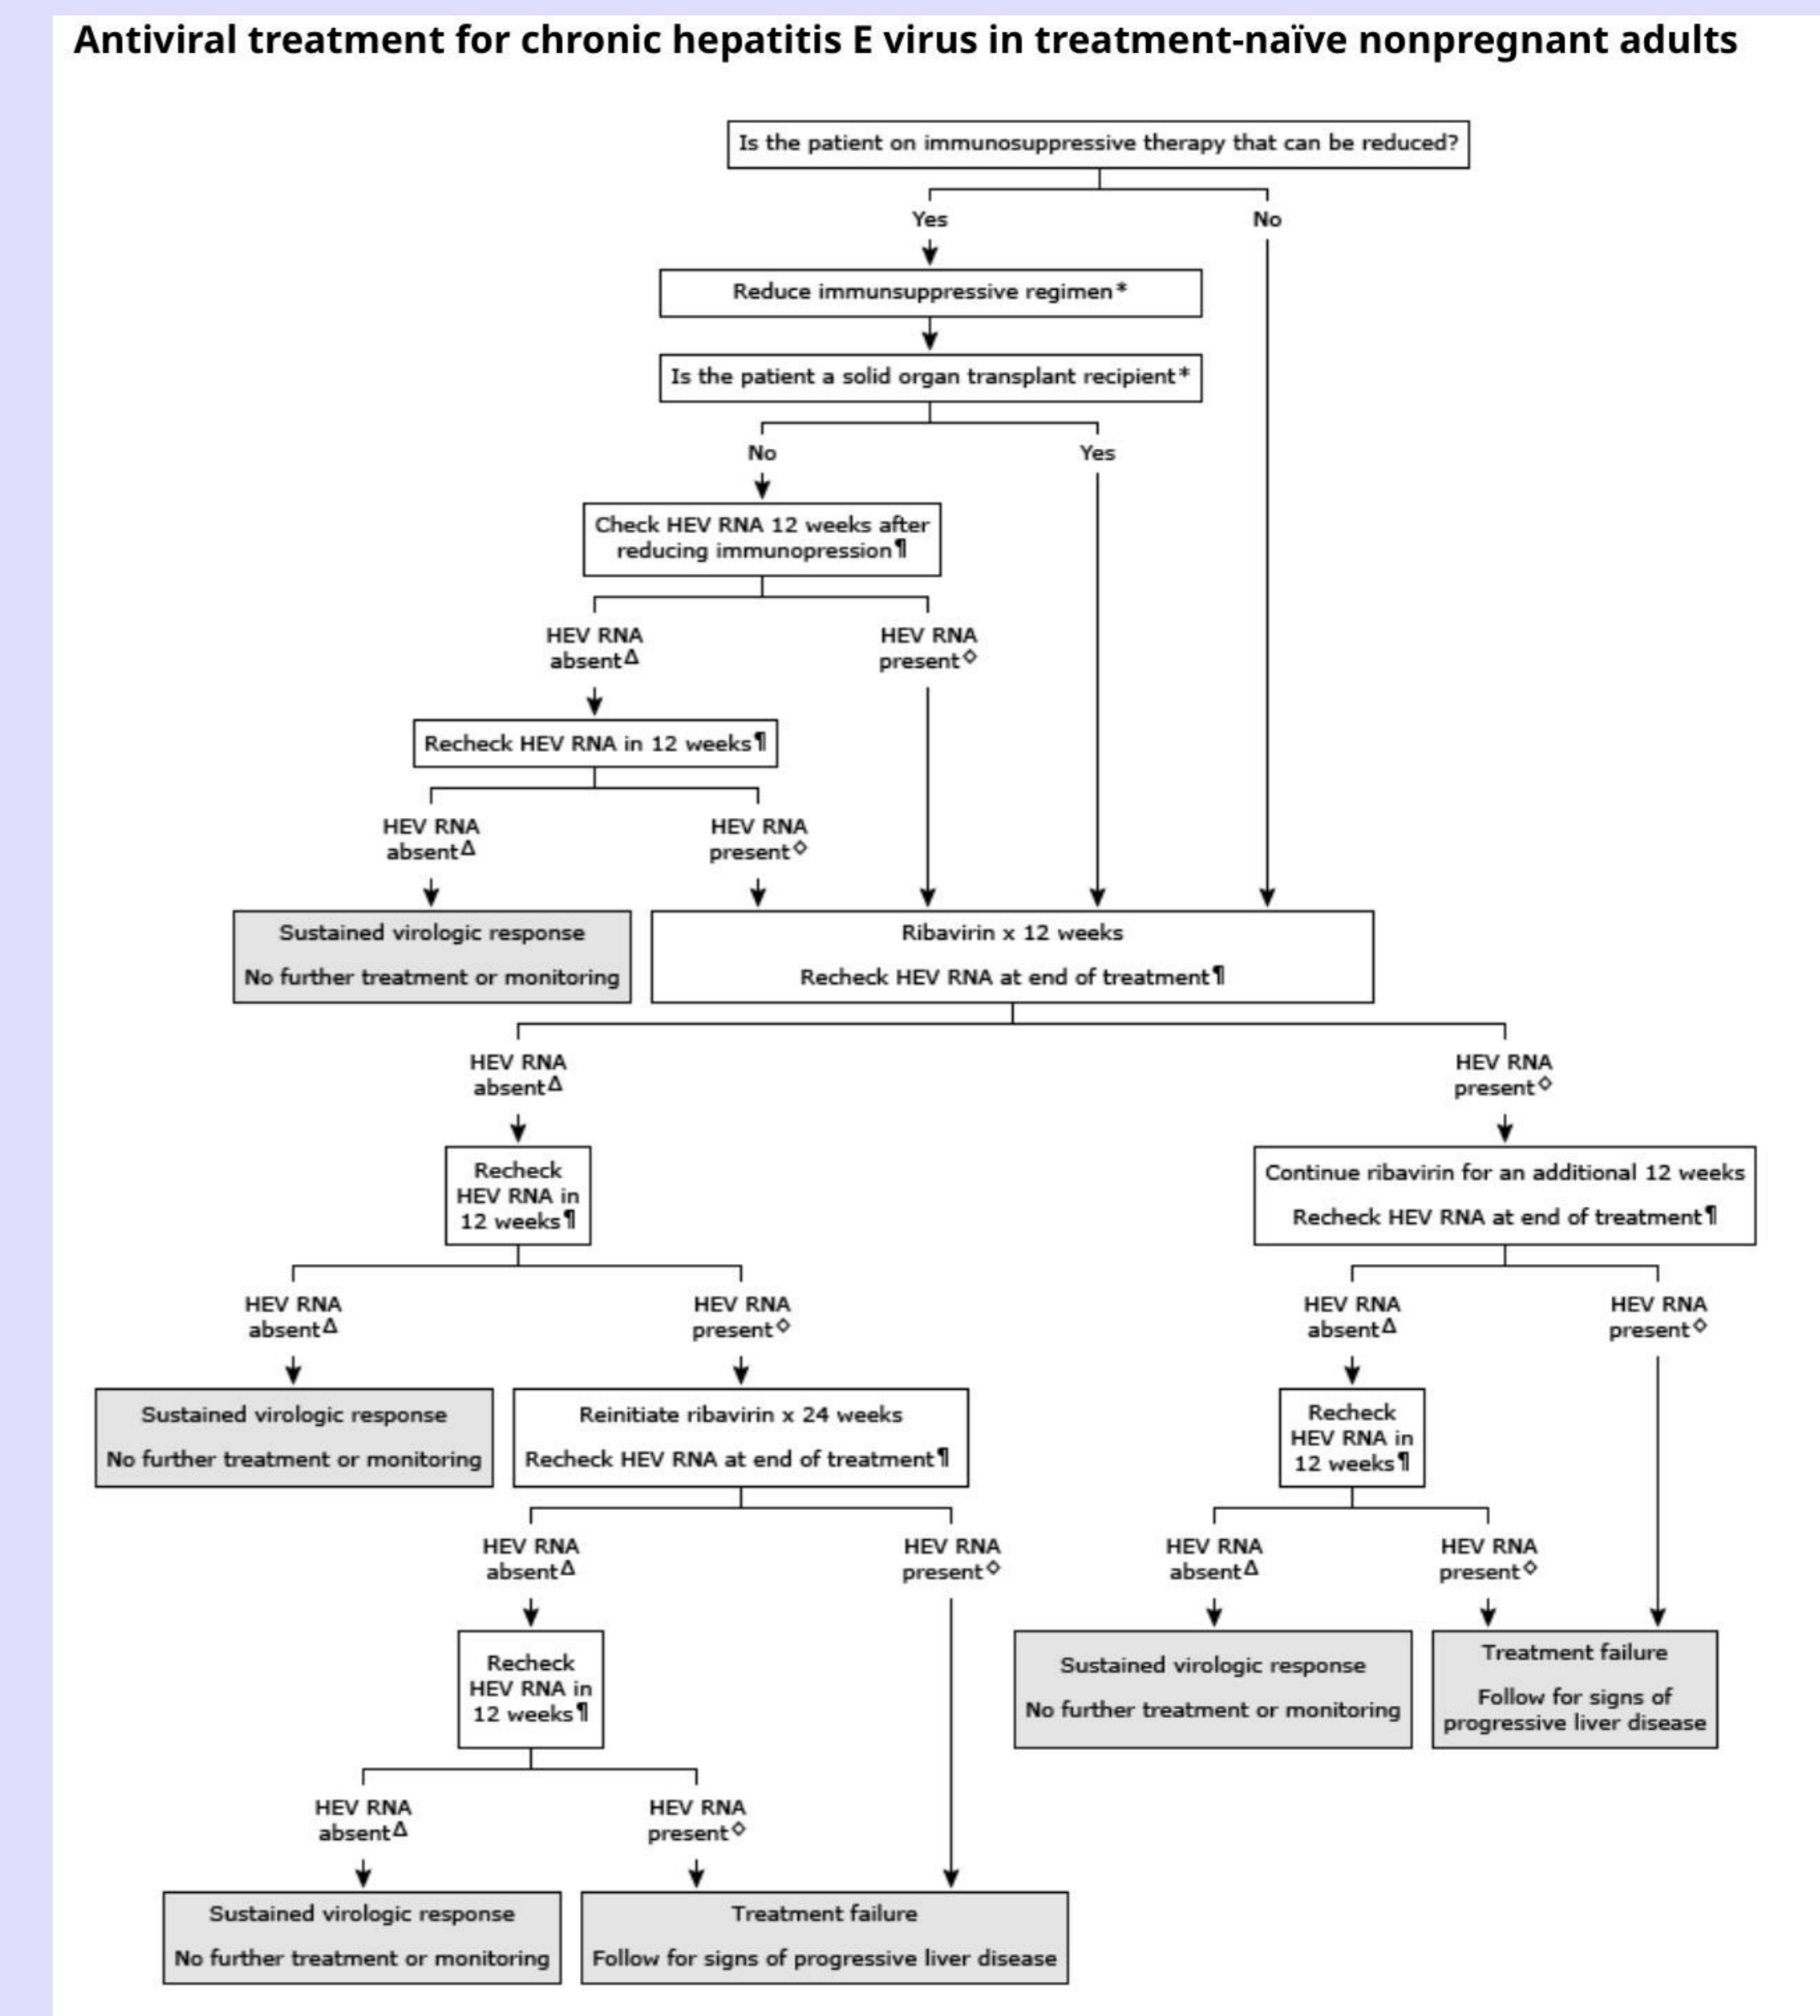 Antiviral treatment for chronic hepatitis E virus in treatment-naïve nonpregnant adults
Is the patient on immunosuppressive therapy that can be reduced?
Yes
No
Reduce immunsuppressive regimen*
Is the patient a solid organ transplant recipient*
No
Yes
Check HEV RNA 12 weeks after
reducing immunopression¶
HEV RNA
absentΔ
HEV RNA
present◇
Recheck HEV RNA in 12 weeks¶
HEV RNA
absentΔ
HEV RNA
present◇
Sustained virologic response
No further treatment or monitoring
Ribavirin x 12 weeks
Recheck HEV RNA at end of treatment¶
HEV RNA
absentΔ
HEV RNA
present◇
Recheck
HEV RNA in
12 weeks¶
Continue ribavirin for an additional 12 weeks
Recheck HEV RNA at end of treatment¶
HEV RNA
absentΔ
HEV RNA
present◇
HEV RNA
absentΔ
HEV RNA
present◇
Sustained virologic response
No further treatment or monitoring
Reinitiate ribavirin x 24 weeks
Recheck HEV RNA at end of treatment¶
Recheck
HEV RNA in
12 weeks¶
HEV RNA
absentΔ
HEV RNA
present◇
HEV RNA
absentΔ
HEV RNA
present◇
Recheck
HEV RNA in
12 weeks¶
Sustained virologic response
No further treatment or monitoring
Treatment failure
Follow for signs of
progressive liver disease
HEV RNA
absentΔ
HEV RNA
present◇
Sustained virologic response
No further treatment or monitoring
Treatment failure
Follow for signs of progressive liver disease